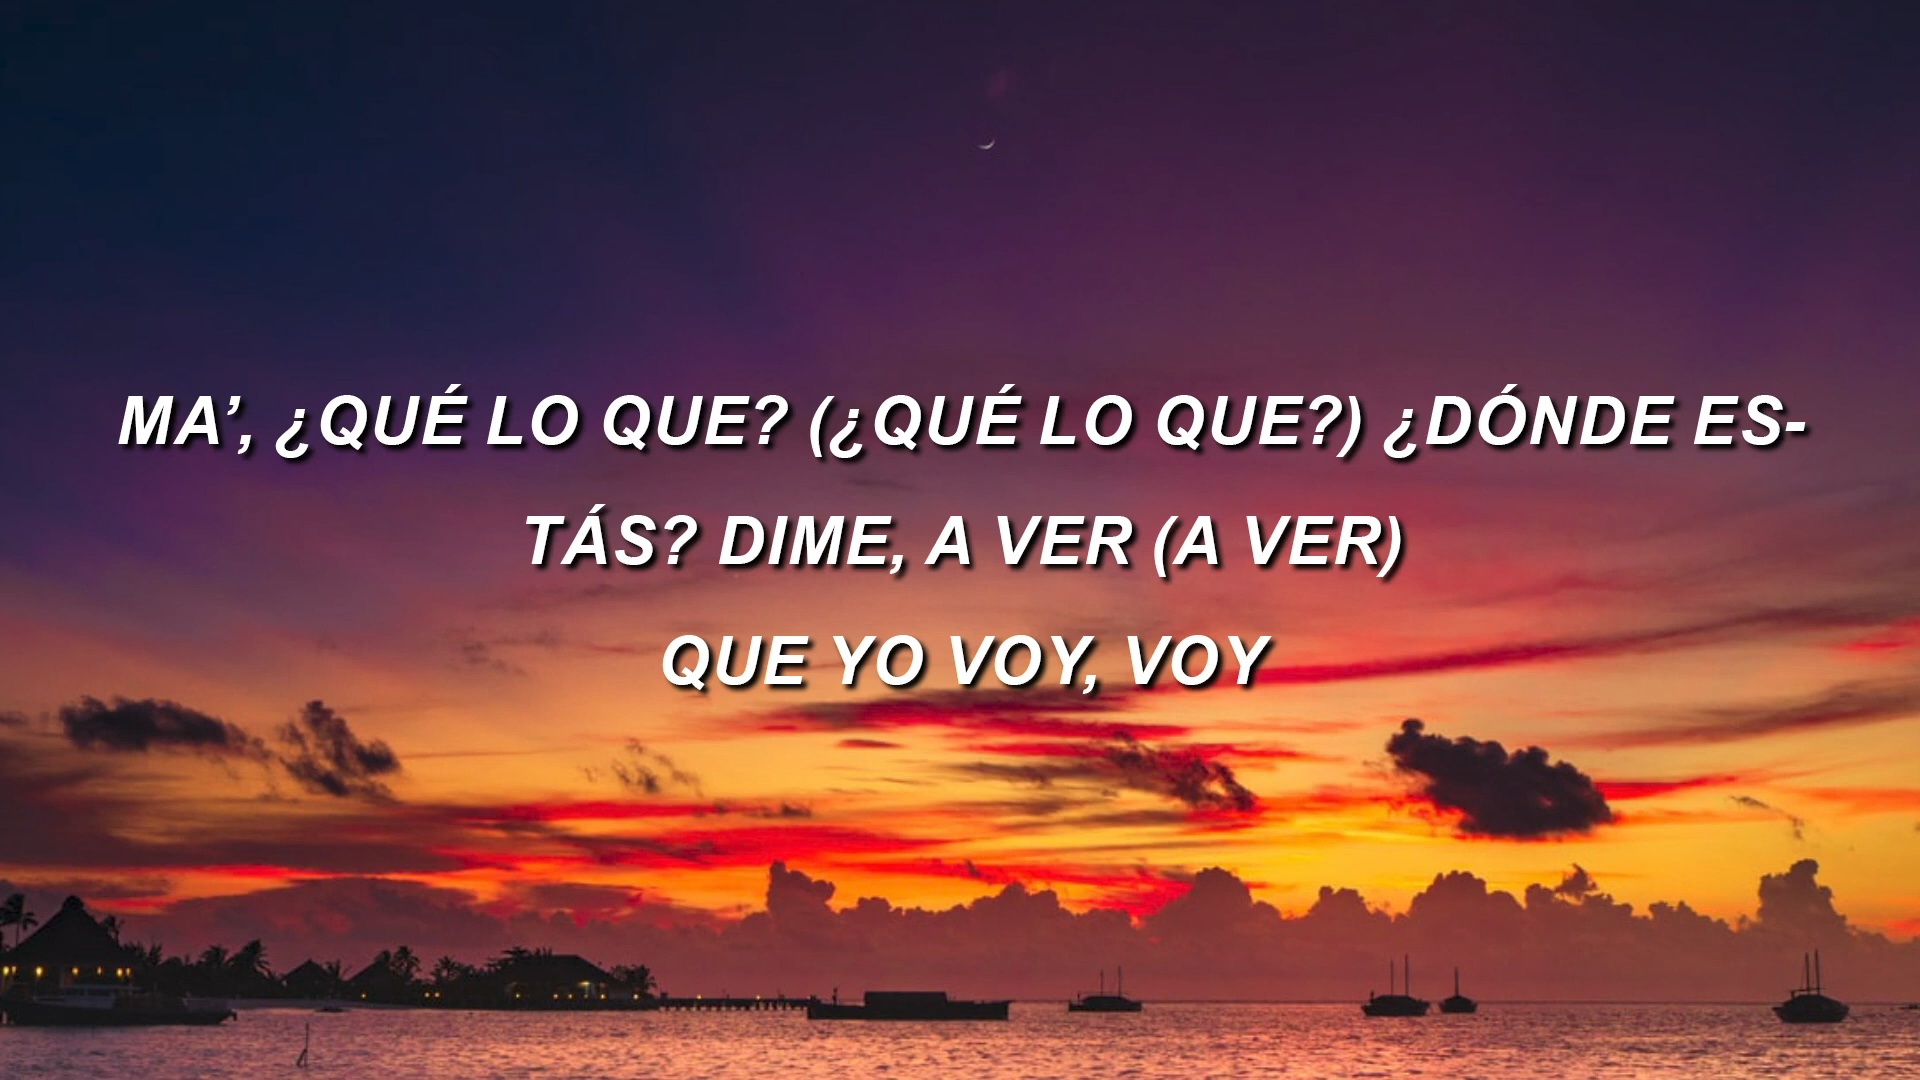 MA’, ¿QUÉ LO QUE? (¿QUÉ LO QUE?) ¿DÓNDE ES-
TÁS? DIME, A VER (A VER)
QUE YO VOY, VOY